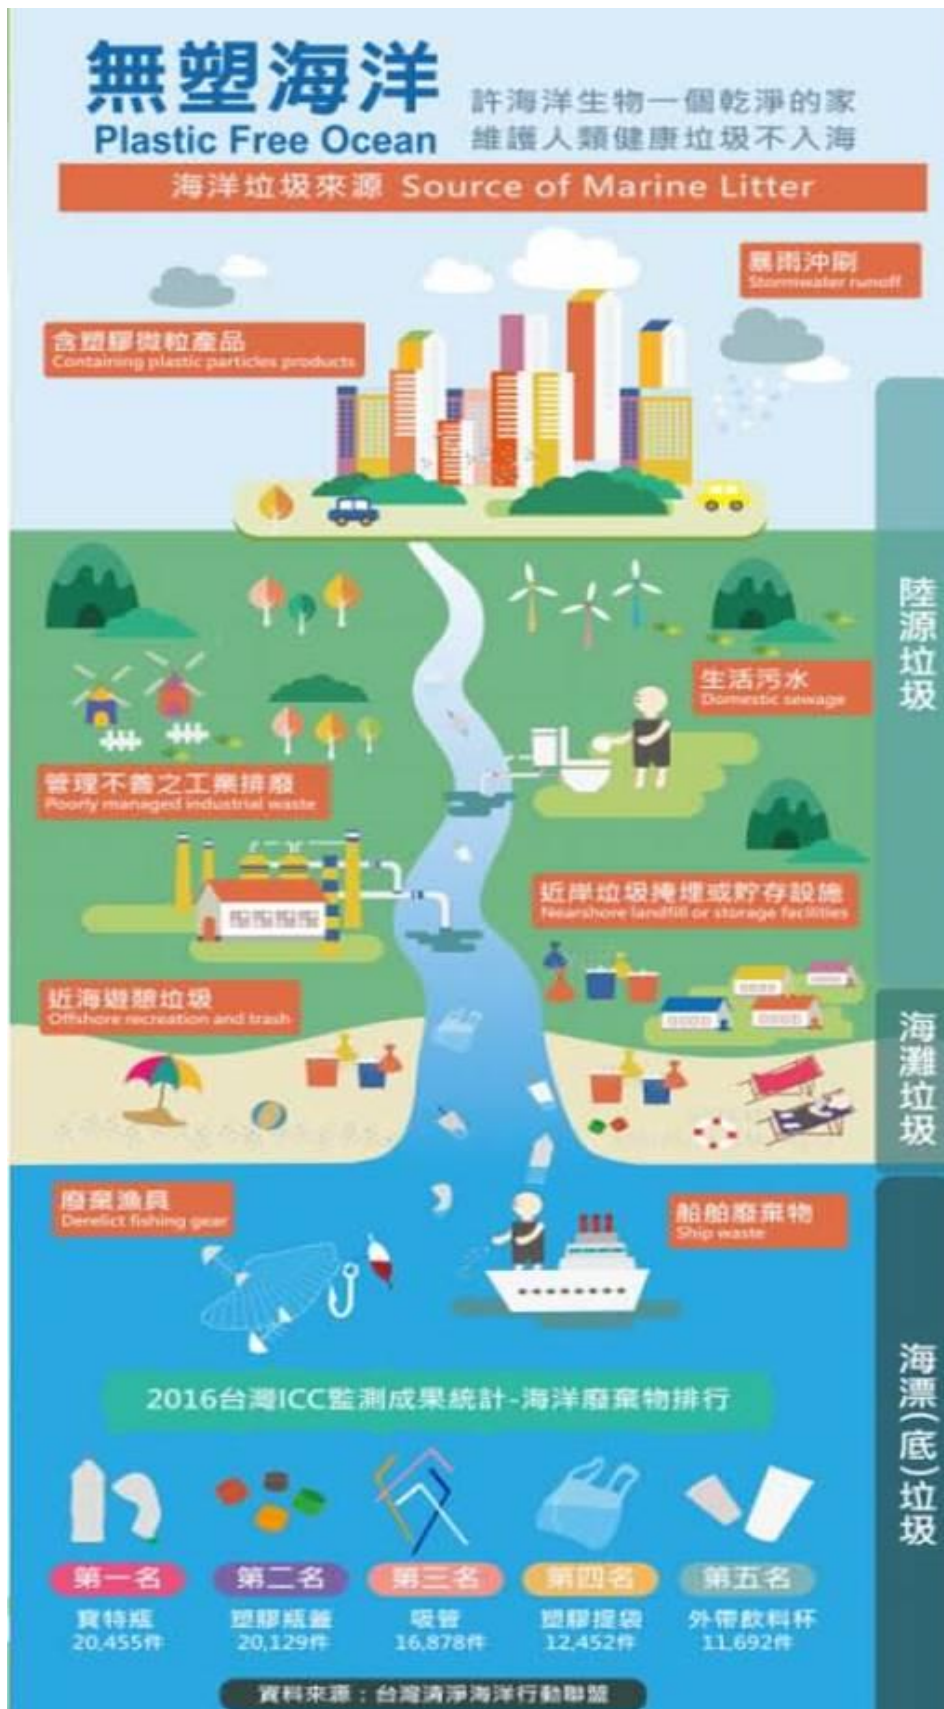 無塑海洋
Plastic Free Ocean
許海洋生物一個乾淨的家
維護人類健康垃圾不入海
海洋垃圾來源 Source of Marine Litter
暴雨沖刷
Stormwater runoff
含塑膠微粒產品
Containing plastic particles products
陸源垃圾
生活污水
Domestic sewage
管理不善之工業排廢
Poorly managed industrial waste
近岸垃圾掩埋或貯存設施
Nearshore landfill or storage facilities
近海遊憩垃圾
Offshore recreation and trash
海灘垃圾
廢棄漁具
Derelict fishing gear
船舶廢棄物
Ship waste
海漂(底)垃圾
2016台灣ICC監測成果統計-海洋廢棄物排行
第一名
第二名
第三名
第四名
第五名
寶特瓶
塑膠瓶蓋
吸管
塑膠提袋
外帶飲料杯
20,455件
20,129件
16,878件
12,452件
11,692件
資料來源：台灣清淨海洋行動聯盟